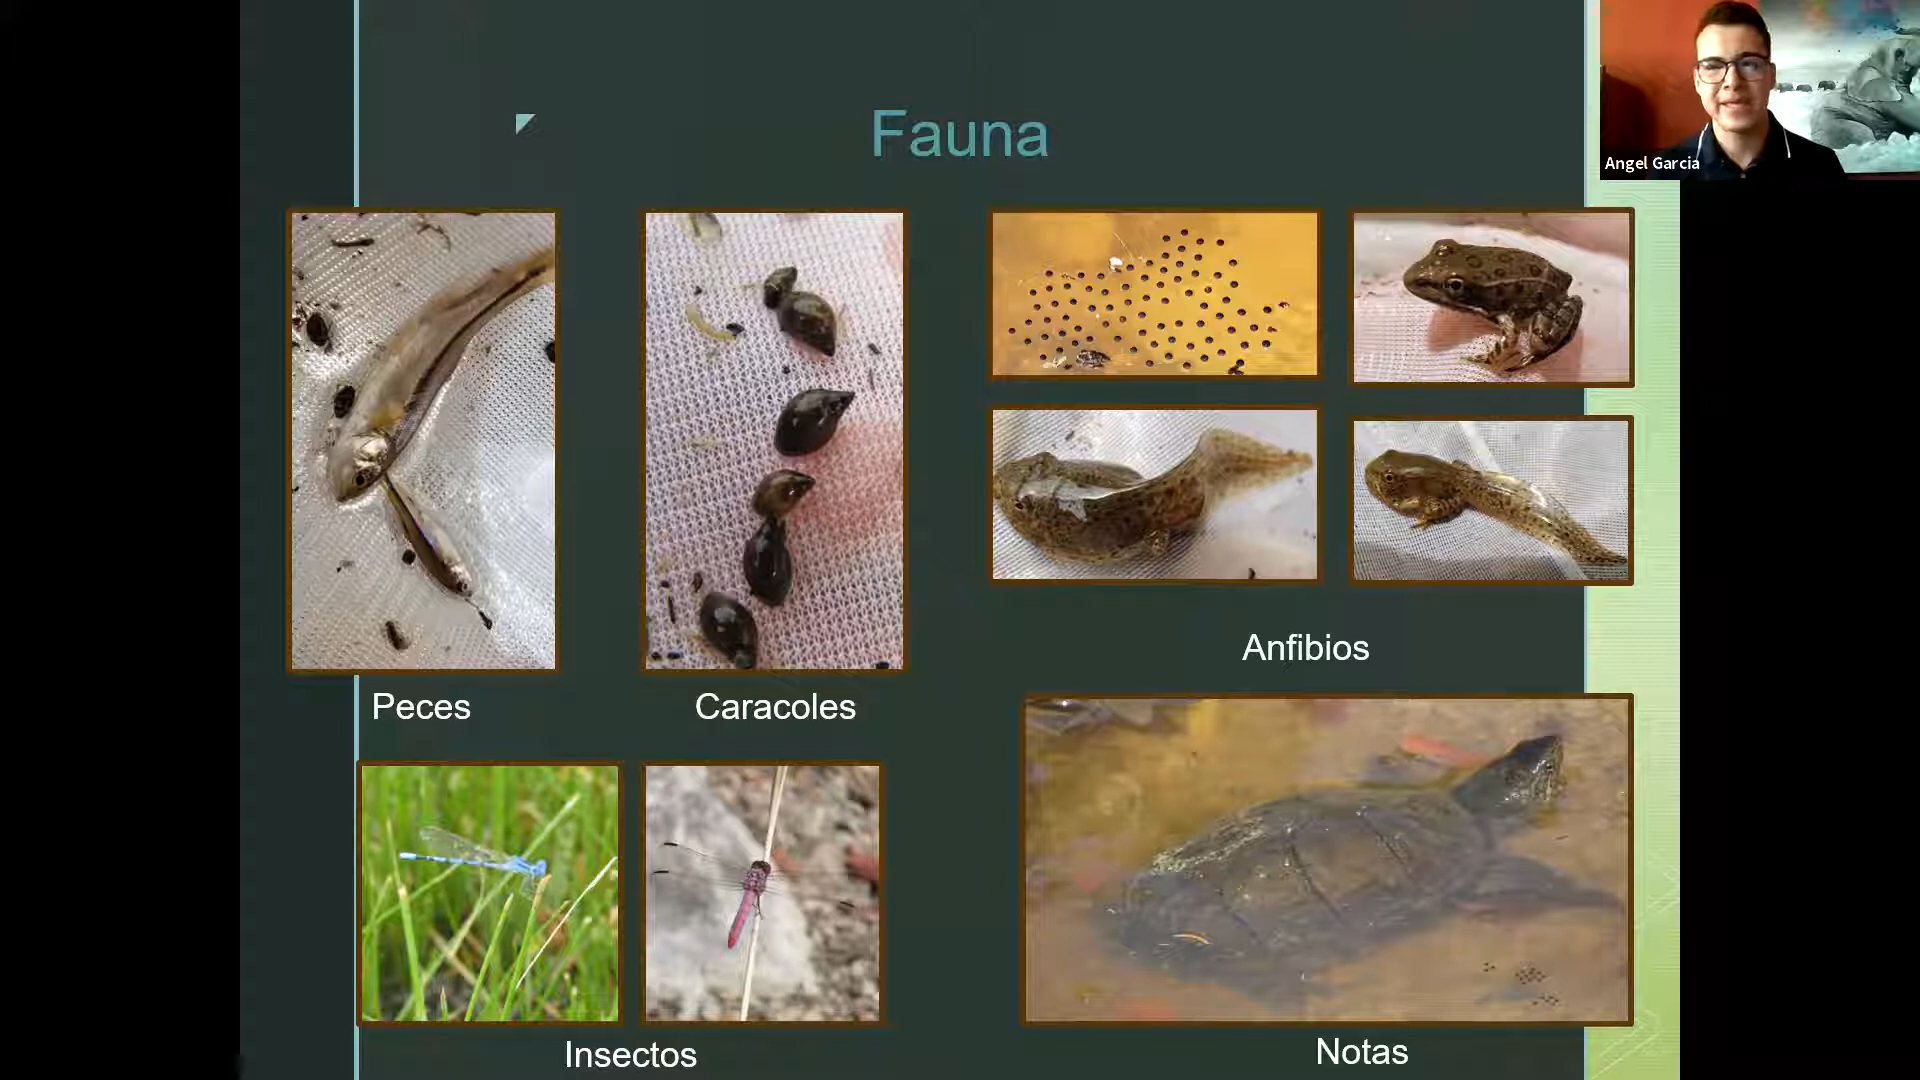 Fauna
Angel Garcia
Anfibios
Peces
Caracoles
Insectos
Notas